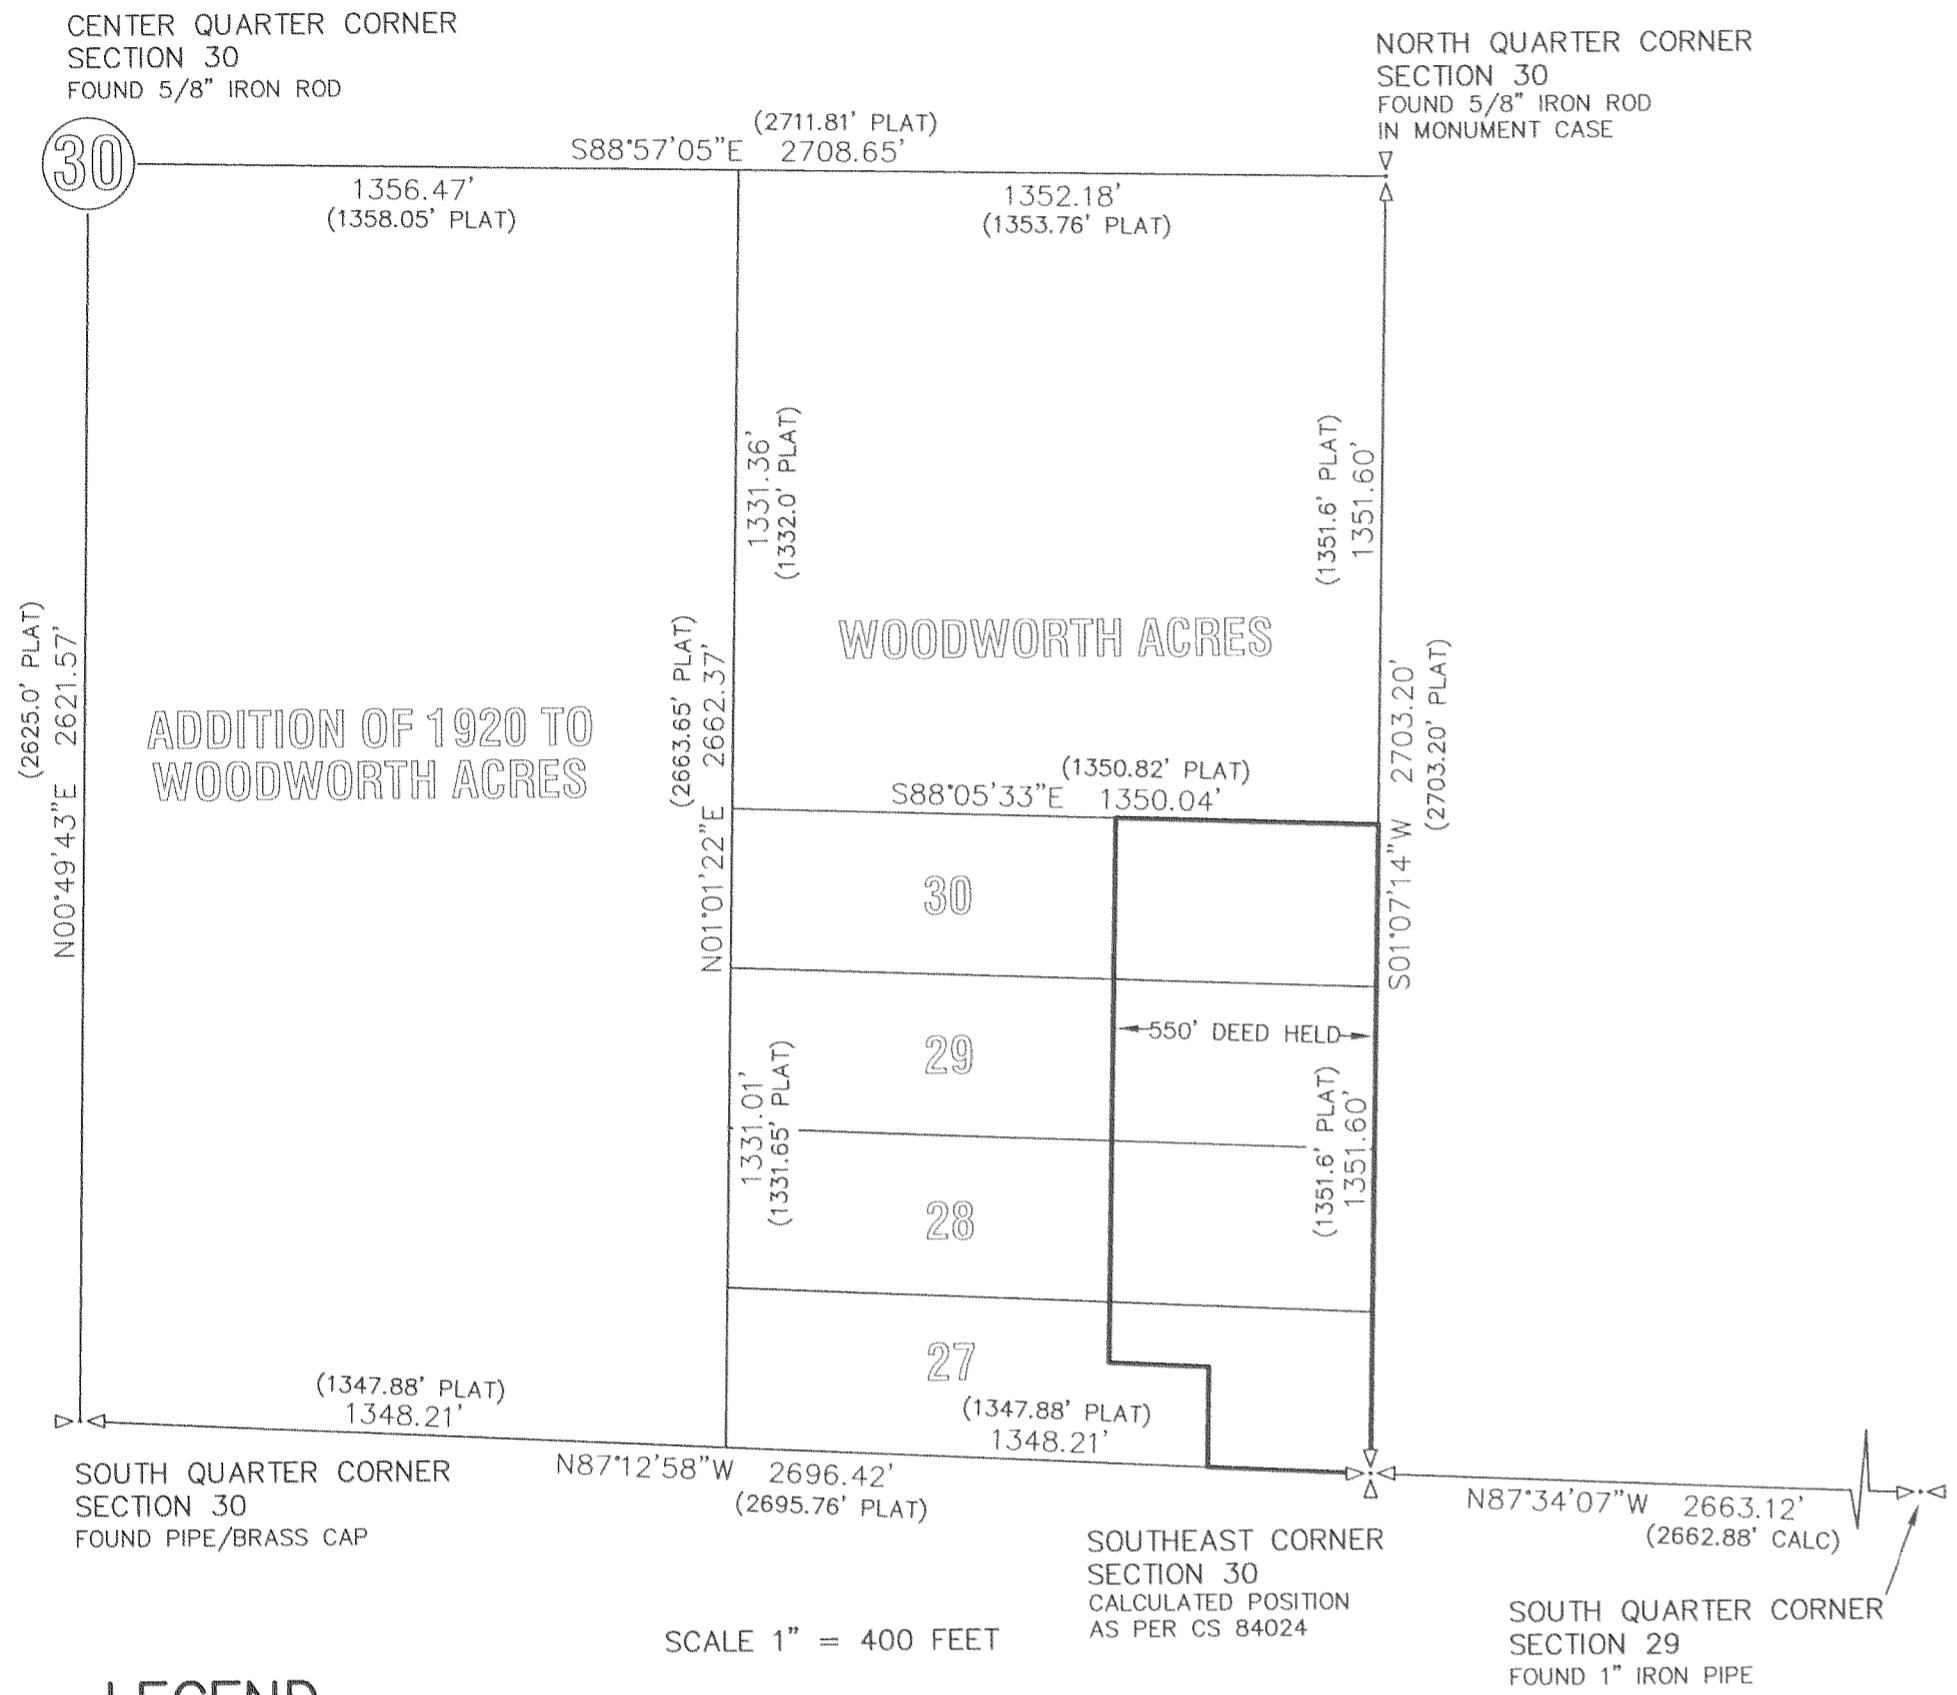 CENTER QUARTER CORNER
SECTION 30
FOUND 5/8" IRON ROD
NORTH QUARTER CORNER
SECTION 30
FOUND 5/8" IRON ROD
IN MONUMENT CASE
30
(2711.81' PLAT)
S88°57'05"E 2708.65'
1356.47'
(1358.05' PLAT)
1352.18'
(1353.76' PLAT)
1331.36'
(1332.0' PLAT)
(1351.6' PLAT)
1351.60'
(2625.0' PLAT)
N00°49'43"E 2621.57'
ADDITION OF 1920 TO
WOODWORTH ACRES
(2663.65' PLAT)
N01°01'22"E 2662.37'
WOODWORTH ACRES
S01°07'14"W 2703.20'
(2703.20' PLAT)
(1350.82' PLAT)
S88°05'33"E 1350.04'
30
29
550' DEED HELD
1331.01'
(1331.65' PLAT)
(1351.6' PLAT)
1351.60'
28
27
(1347.88' PLAT)
1348.21'
(1347.88' PLAT)
1348.21'
SOUTH QUARTER CORNER
SECTION 30
FOUND PIPE/BRASS CAP
N87°12'58"W 2696.42'
(2695.76' PLAT)
N87°34'07"W 2663.12'
(2662.88' CALC)
SOUTHEAST CORNER
SECTION 30
CALCULATED POSITION
AS PER CS 84024
SOUTH QUARTER CORNER
SECTION 29
FOUND 1" IRON PIPE
SCALE 1" = 400 FEET
LEGEND